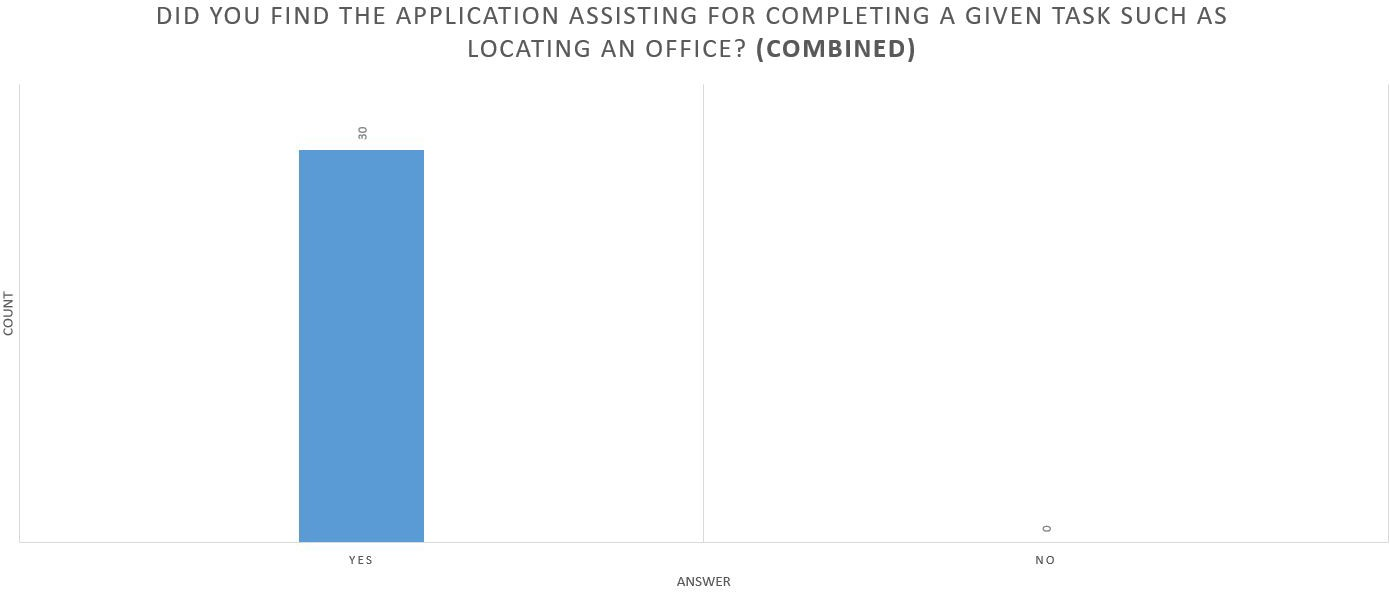 DID YOU FIND THE APPLICATION ASSISTING FOR COMPLETING A GIVEN TASK SUCH AS
LOCATING AN OFFICE? (COMBINED)
COUNT
30
0
YES
NO
ANSWER